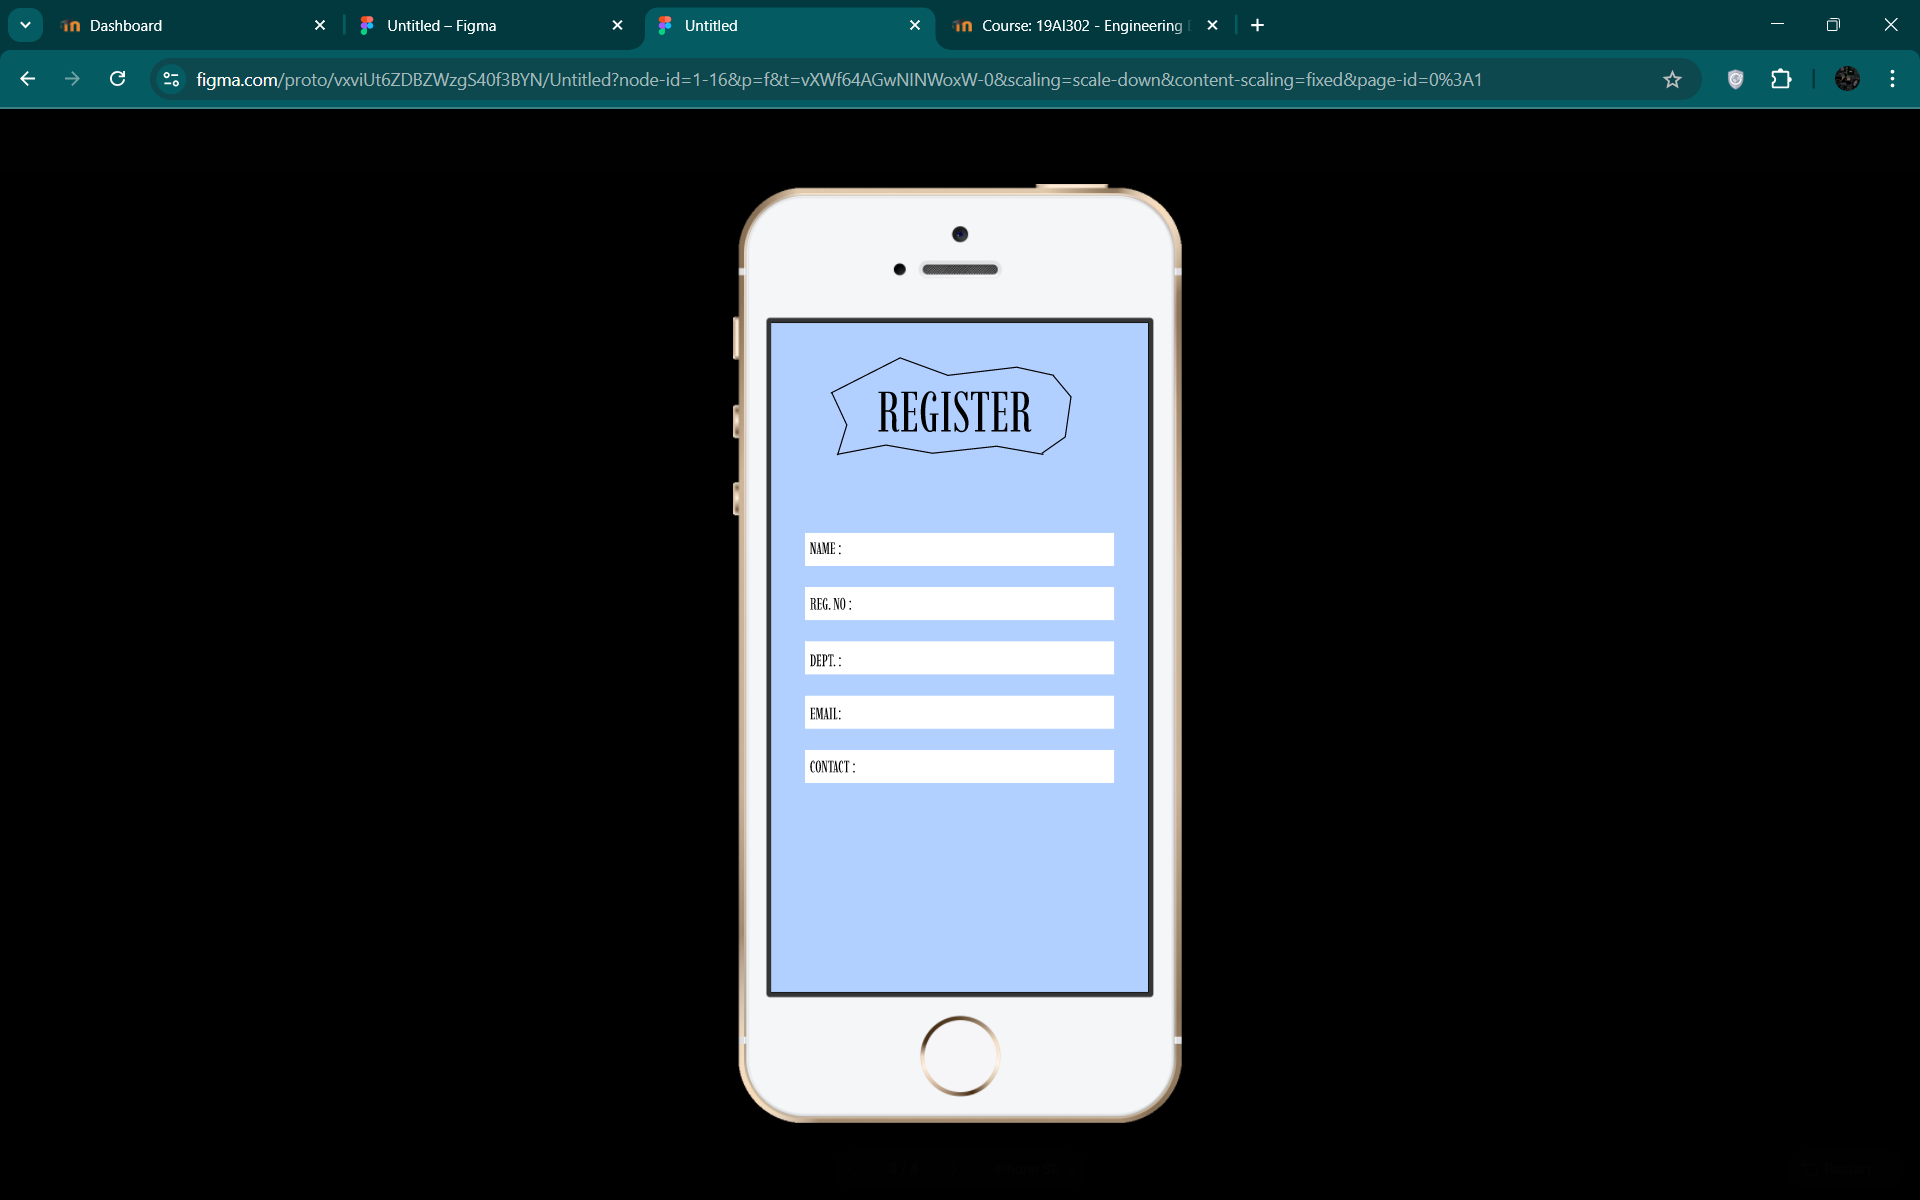 Dashboard
Untitled – Figma
Untitled
Course: 19AI302 - Engineering
figma.com/proto/vxviUt6ZDBZWzgS40f3BYN/Untitled?node-id=1-16&p=f&t=vXWf64AGwNINWoxW-0&scaling=scale-down&content-scaling=fixed&page-id=0%3A1
REGISTER
NAME :
REG. NO :
DEPT. :
EMAIL:
CONTACT :